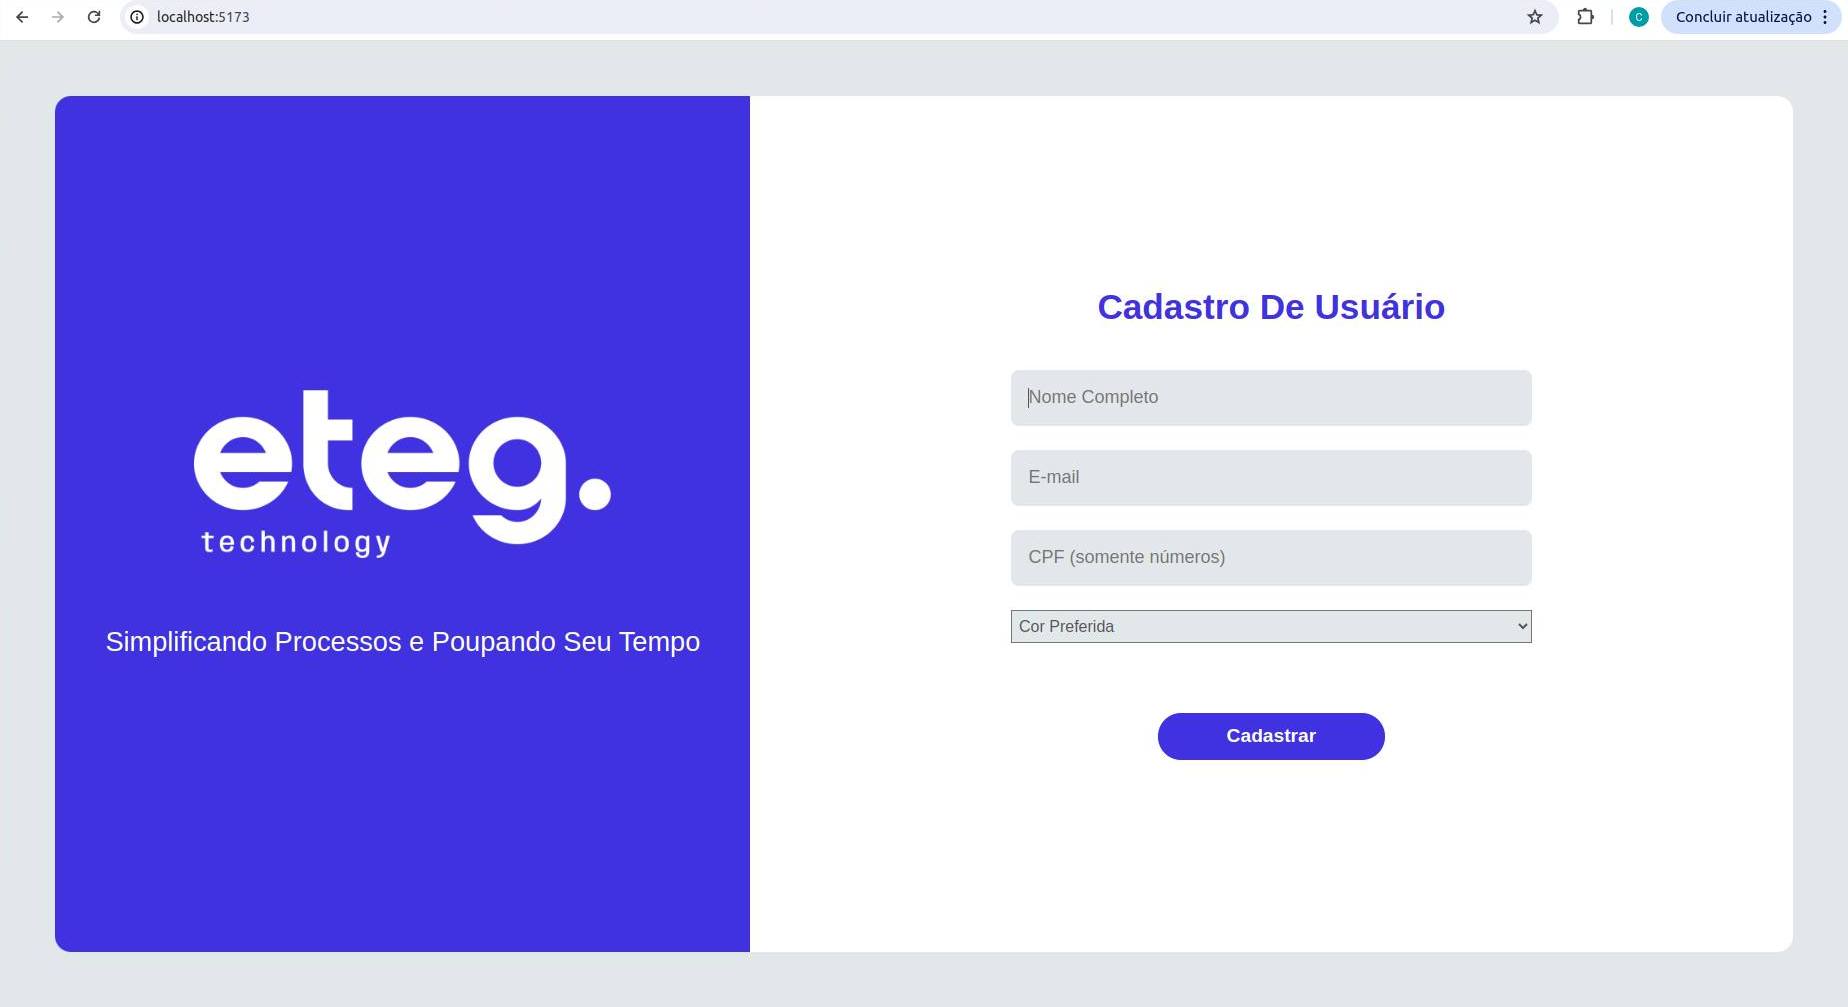 localhost:5173
C
Concluir atualização
eteg.
technology
Simplificando Processos e Poupando Seu Tempo
Cadastro De Usuário
Nome Completo
E-mail
CPF (somente números)
Cor Preferida
Cadastrar